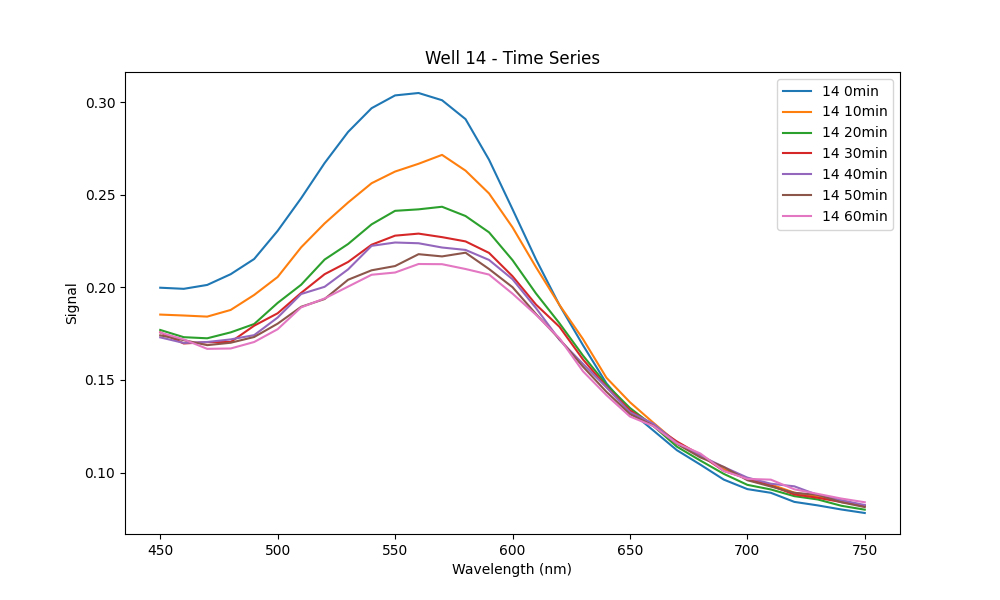 Well 14 - Time Series
14 0min
14 10min
14 20min
14 30min
14 40min
14 50min
14 60min
Signal
0.30
0.25
0.20
0.15
0.10
450 500 550 600 650 700 750
Wavelength (nm)